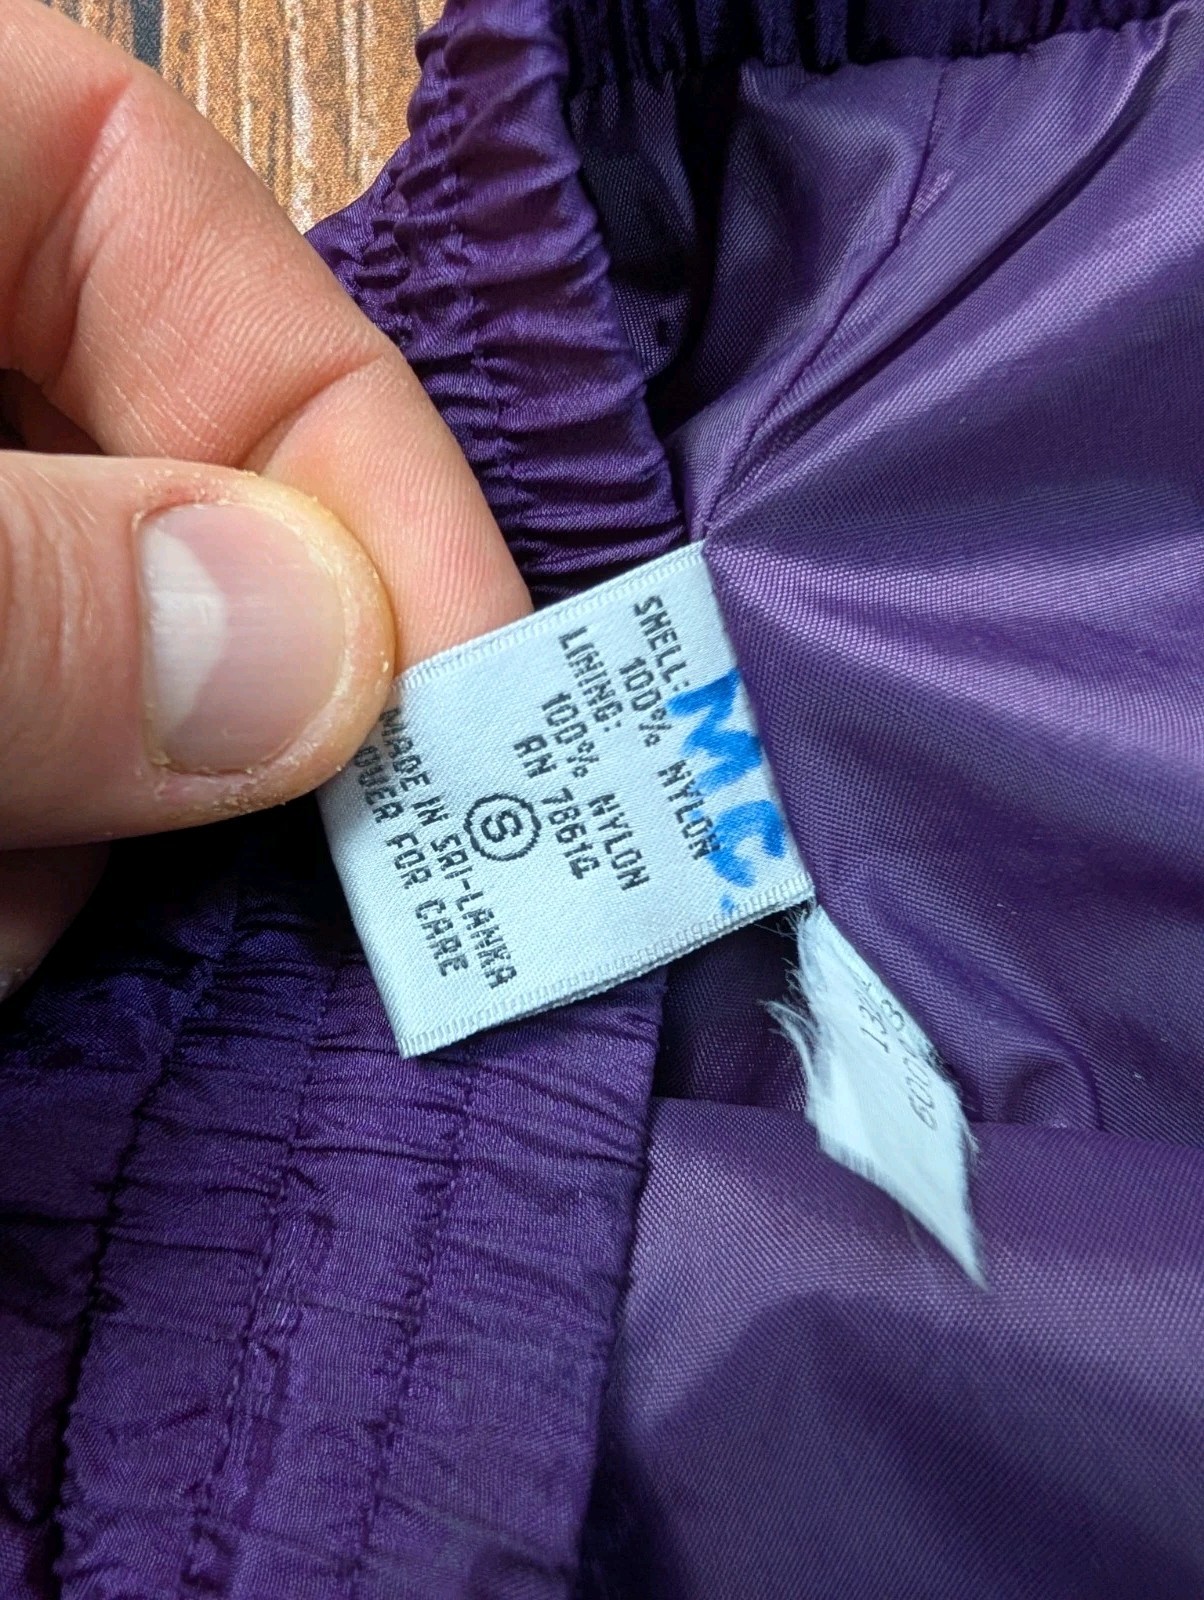 SHELL:
100% NYLON
LINING:
100% NYLON
RN 78614
S
MADE IN SRI-LANKA
OVER FOR CARE
MC